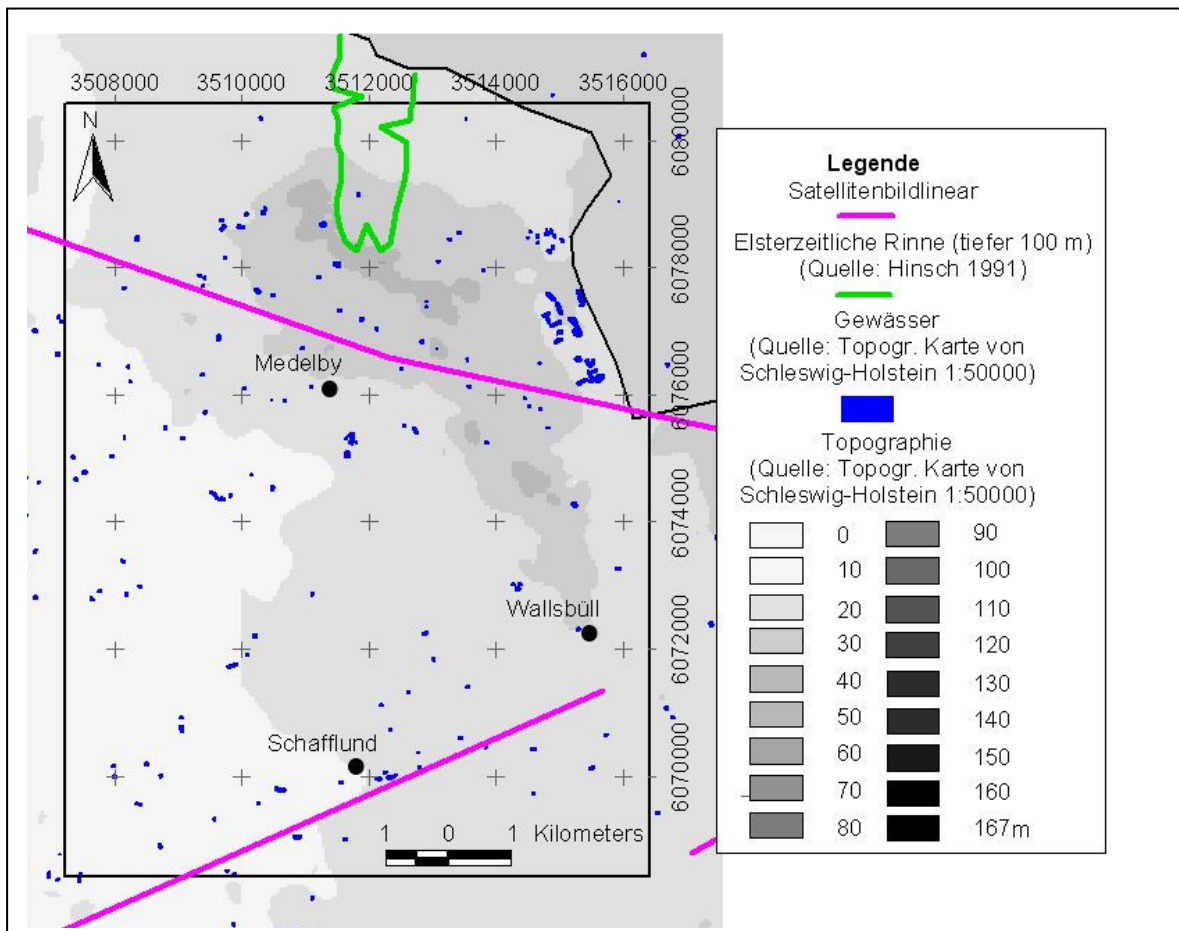 3508000 3510000 3512000 3514000 3516000
N
6080000
6078000
6076000
6074000
6072000
6070000
Medelby
Wallsbüll
Schafflund
1 0 1 Kilometers
Legende
Satellitenbildlinear
Elsterzeitliche Rinne (tiefer 100 m)
(Quelle: Hinsch 1991)
Gewässer
(Quelle: Topogr. Karte von
Schleswig-Holstein 1:50000)
Topographie
(Quelle: Topogr. Karte von
Schleswig-Holstein 1:50000)
0 90
10 100
20 110
30 120
40 130
50 140
60 150
70 160
80 167m